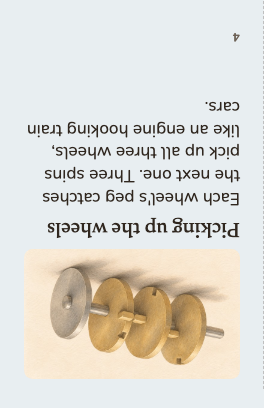 Picking up the wheels
Each wheel's peg catches
the next one. Three spins
pick up all three wheels,
like an engine hooking train
cars.
4